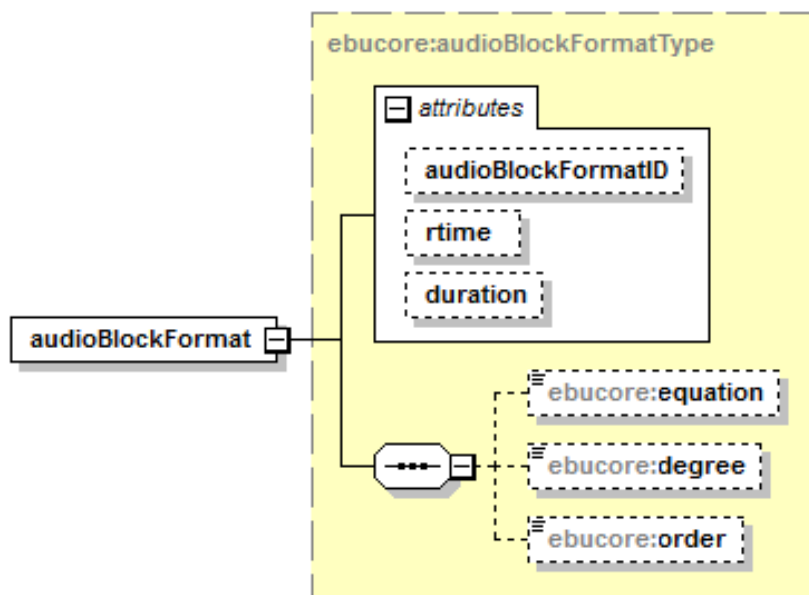 ebucore:audioBlockFormatType
attributes
audioBlockFormatID
rtime
duration
audioBlockFormat
ebucore:equation
ebucore:degree
ebucore:order